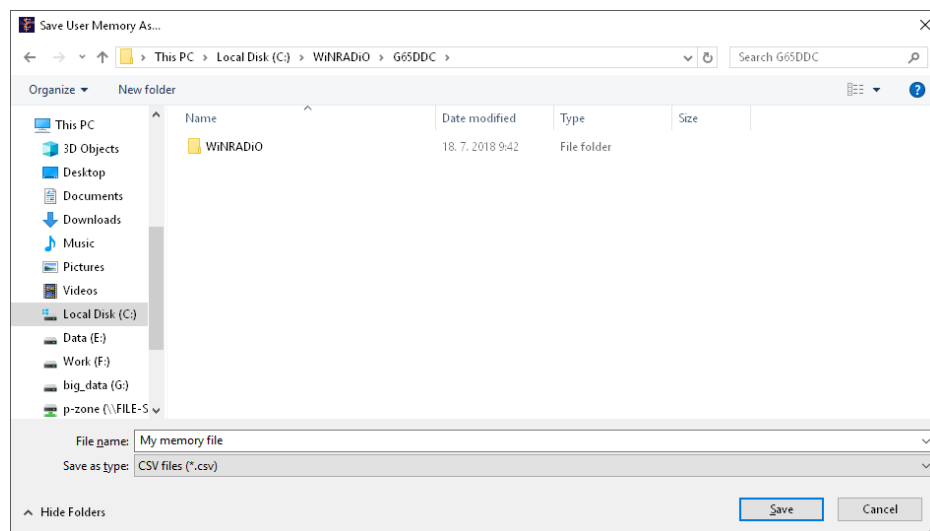 Save User Memory As...
This PC > Local Disk (C:) > WiNRADiO > G65DDC >
Search G65DDC
Organize
New folder
Name
Date modified
Type
Size
This PC
3D Objects
Desktop
Documents
Downloads
Music
Pictures
Videos
Local Disk (C:)
Data (E:)
Work (F:)
big_data (G:)
p-zone (\\FILE-S
WiNRADiO
18. 7. 2018 9:42
File folder
File name: My memory file
Save as type: CSV files (*.csv)
Hide Folders
Save
Cancel